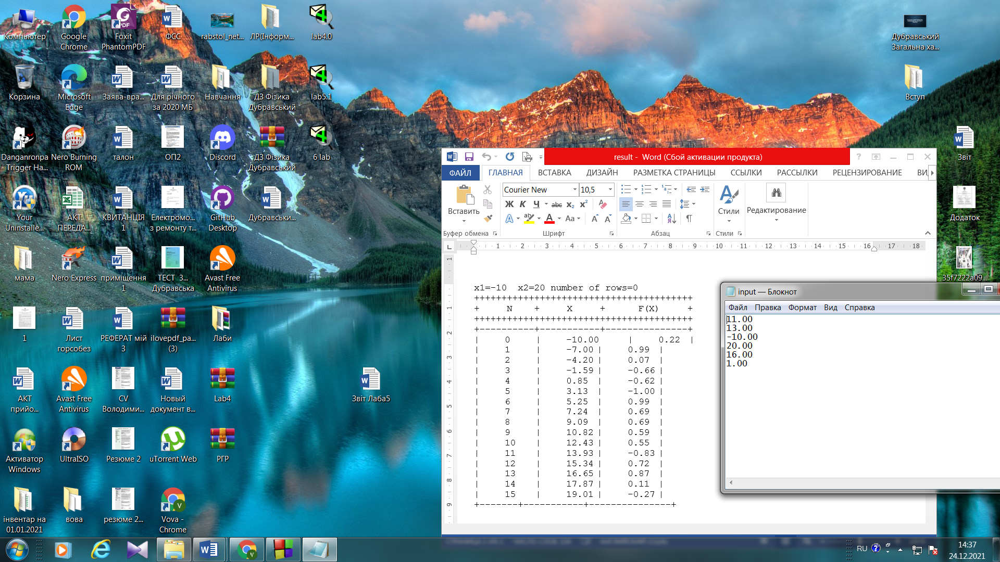 Компьютер
Google Chrome
Foxit PhantomPDF
ФСС
rabstol_net...
ЛР(Інформ...
lab4.0
Дубравський Загальна ха...
Корзина
Microsoft Edge
Заява-вра...
Для річного за 2020 МБ
Навчання
ДЗ Фізика Дубравський
lab5.1
Вступ
Danganronpa - Trigger Ha...
Nero Burning ROM
талон
ОП2
Discord
ДЗ Фізика Дубравський
6 lab
Звіт
Your Uninstalle...
АКТ ПЕРЕДА...
КВИТАНЦІЯ 1
Електромо... з ремонту т...
GitHub Desktop
Дубравськи...
Додаток
мама
Nero Express
приміщення 1
ТЕСТ З... Дубравська
Avast Free Antivirus
35f7222a09...
1
Лист горсобез
РЕФЕРАТ мій 3
ilovepdf_pa... (3)
Лаби
АКТ прийо...
Avast Free Antivirus
CV Володими...
Новый документ в...
Lab4
Звіт Лаба5
Активатор Windows
UltraISO
Резюме 2
uTorrent Web
РГР
інвентар на 01.01.2021
вова
резюме 2...
Vova - Chrome
result - Word (Сбой активации продукта)
ФАЙЛ ГЛАВНАЯ ВСТАВКА ДИЗАЙН РАЗМЕТКА СТРАНИЦЫ ССЫЛКИ РАССЫЛКИ РЕЦЕНЗИРОВАНИЕ ВИД
Courier New 10,5
Вставить
Ж К Ч abc x₂ x²
A ab A Aa A A
Стили
Редактирование
Буфер обмена Шрифт Абзац Стили
1 2 3 4 5 6 7 8 9 10 11 12 13 14 15 16 17 18
x1=-10 x2=20 number of rows=0
++++++++++++++++++++++++++++++++++++++++
+ N + X + F(X) +
++++++++++++++++++++++++++++++++++++++++
+----------+-----------+---------------+
| 0 | -10.00 | 0.22 |
| 1 | -7.00 | 0.99 |
| 2 | -4.20 | 0.07 |
| 3 | -1.59 | -0.66 |
| 4 | 0.85 | -0.62 |
| 5 | 3.13 | -1.00 |
| 6 | 5.25 | 0.99 |
| 7 | 7.24 | 0.69 |
| 8 | 9.09 | 0.69 |
| 9 | 10.82 | 0.59 |
| 10 | 12.43 | 0.55 |
| 11 | 13.93 | -0.83 |
| 12 | 15.34 | 0.72 |
| 13 | 16.65 | 0.87 |
| 14 | 17.87 | 0.11 |
| 15 | 19.01 | -0.27 |
+-------+-----------+---------------+
input — Блокнот
Файл Правка Формат Вид Справка
11.00
13.00
-10.00
20.00
16.00
1.00
RU
14:37
24.12.2021